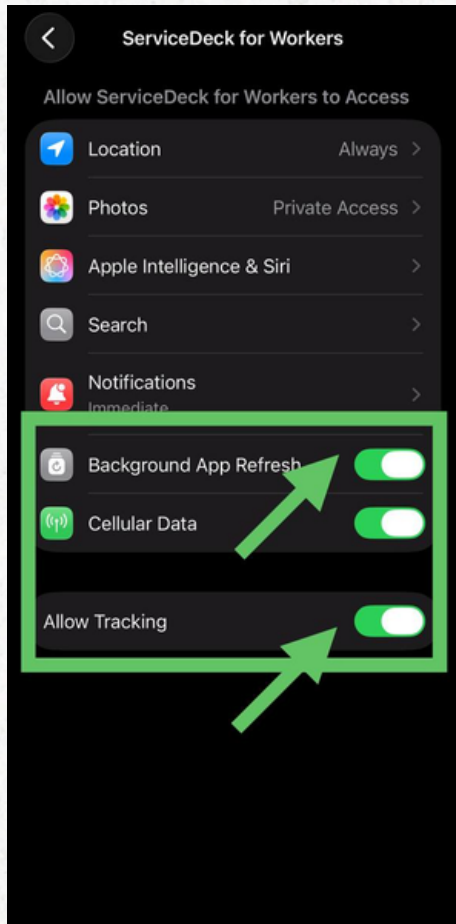 ServiceDeck for Workers
Allow ServiceDeck for Workers to Access
Location Always
Photos Private Access
Apple Intelligence & Siri
Search
Notifications
Immediate
Background App Refresh
Cellular Data
Allow Tracking